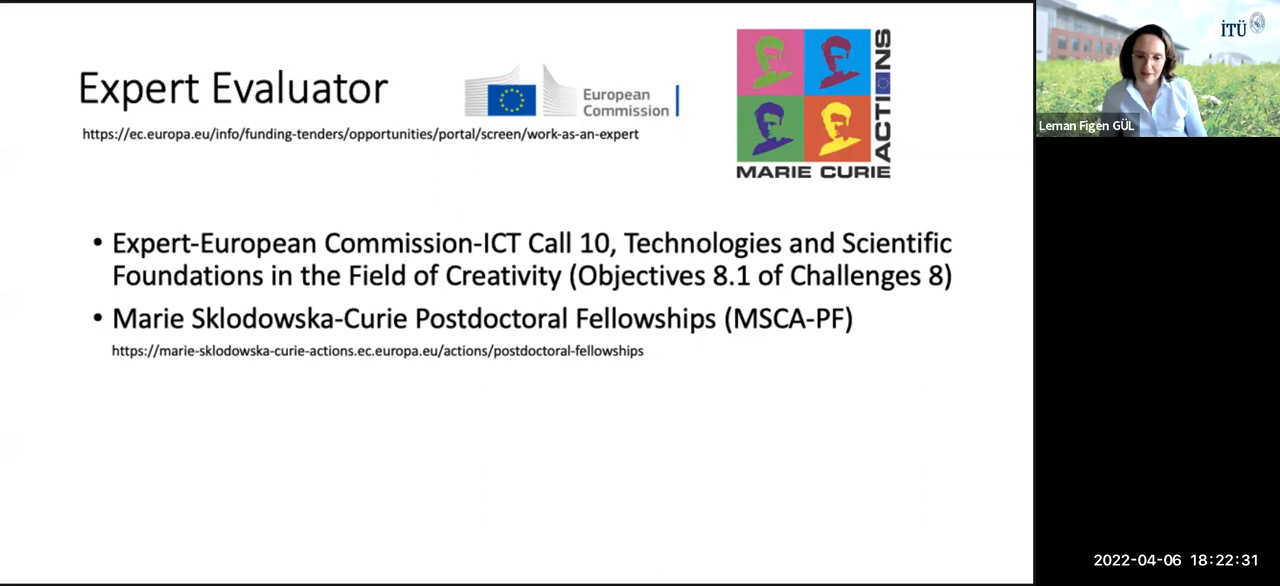 Expert Evaluator
European
Commission
https://ec.europa.eu/info/funding-tenders/opportunities/portal/screen/work-as-an-expert
MARIE CURIE
ACTIONS
• Expert-European Commission-ICT Call 10, Technologies and Scientific
Foundations in the Field of Creativity (Objectives 8.1 of Challenges 8)
• Marie Sklodowska-Curie Postdoctoral Fellowships (MSCA-PF)
https://marie-sklodowska-curie-actions.ec.europa.eu/actions/postdoctoral-fellowships
İTÜ
Leman Figen GÜL
2022-04-06 18:22:31